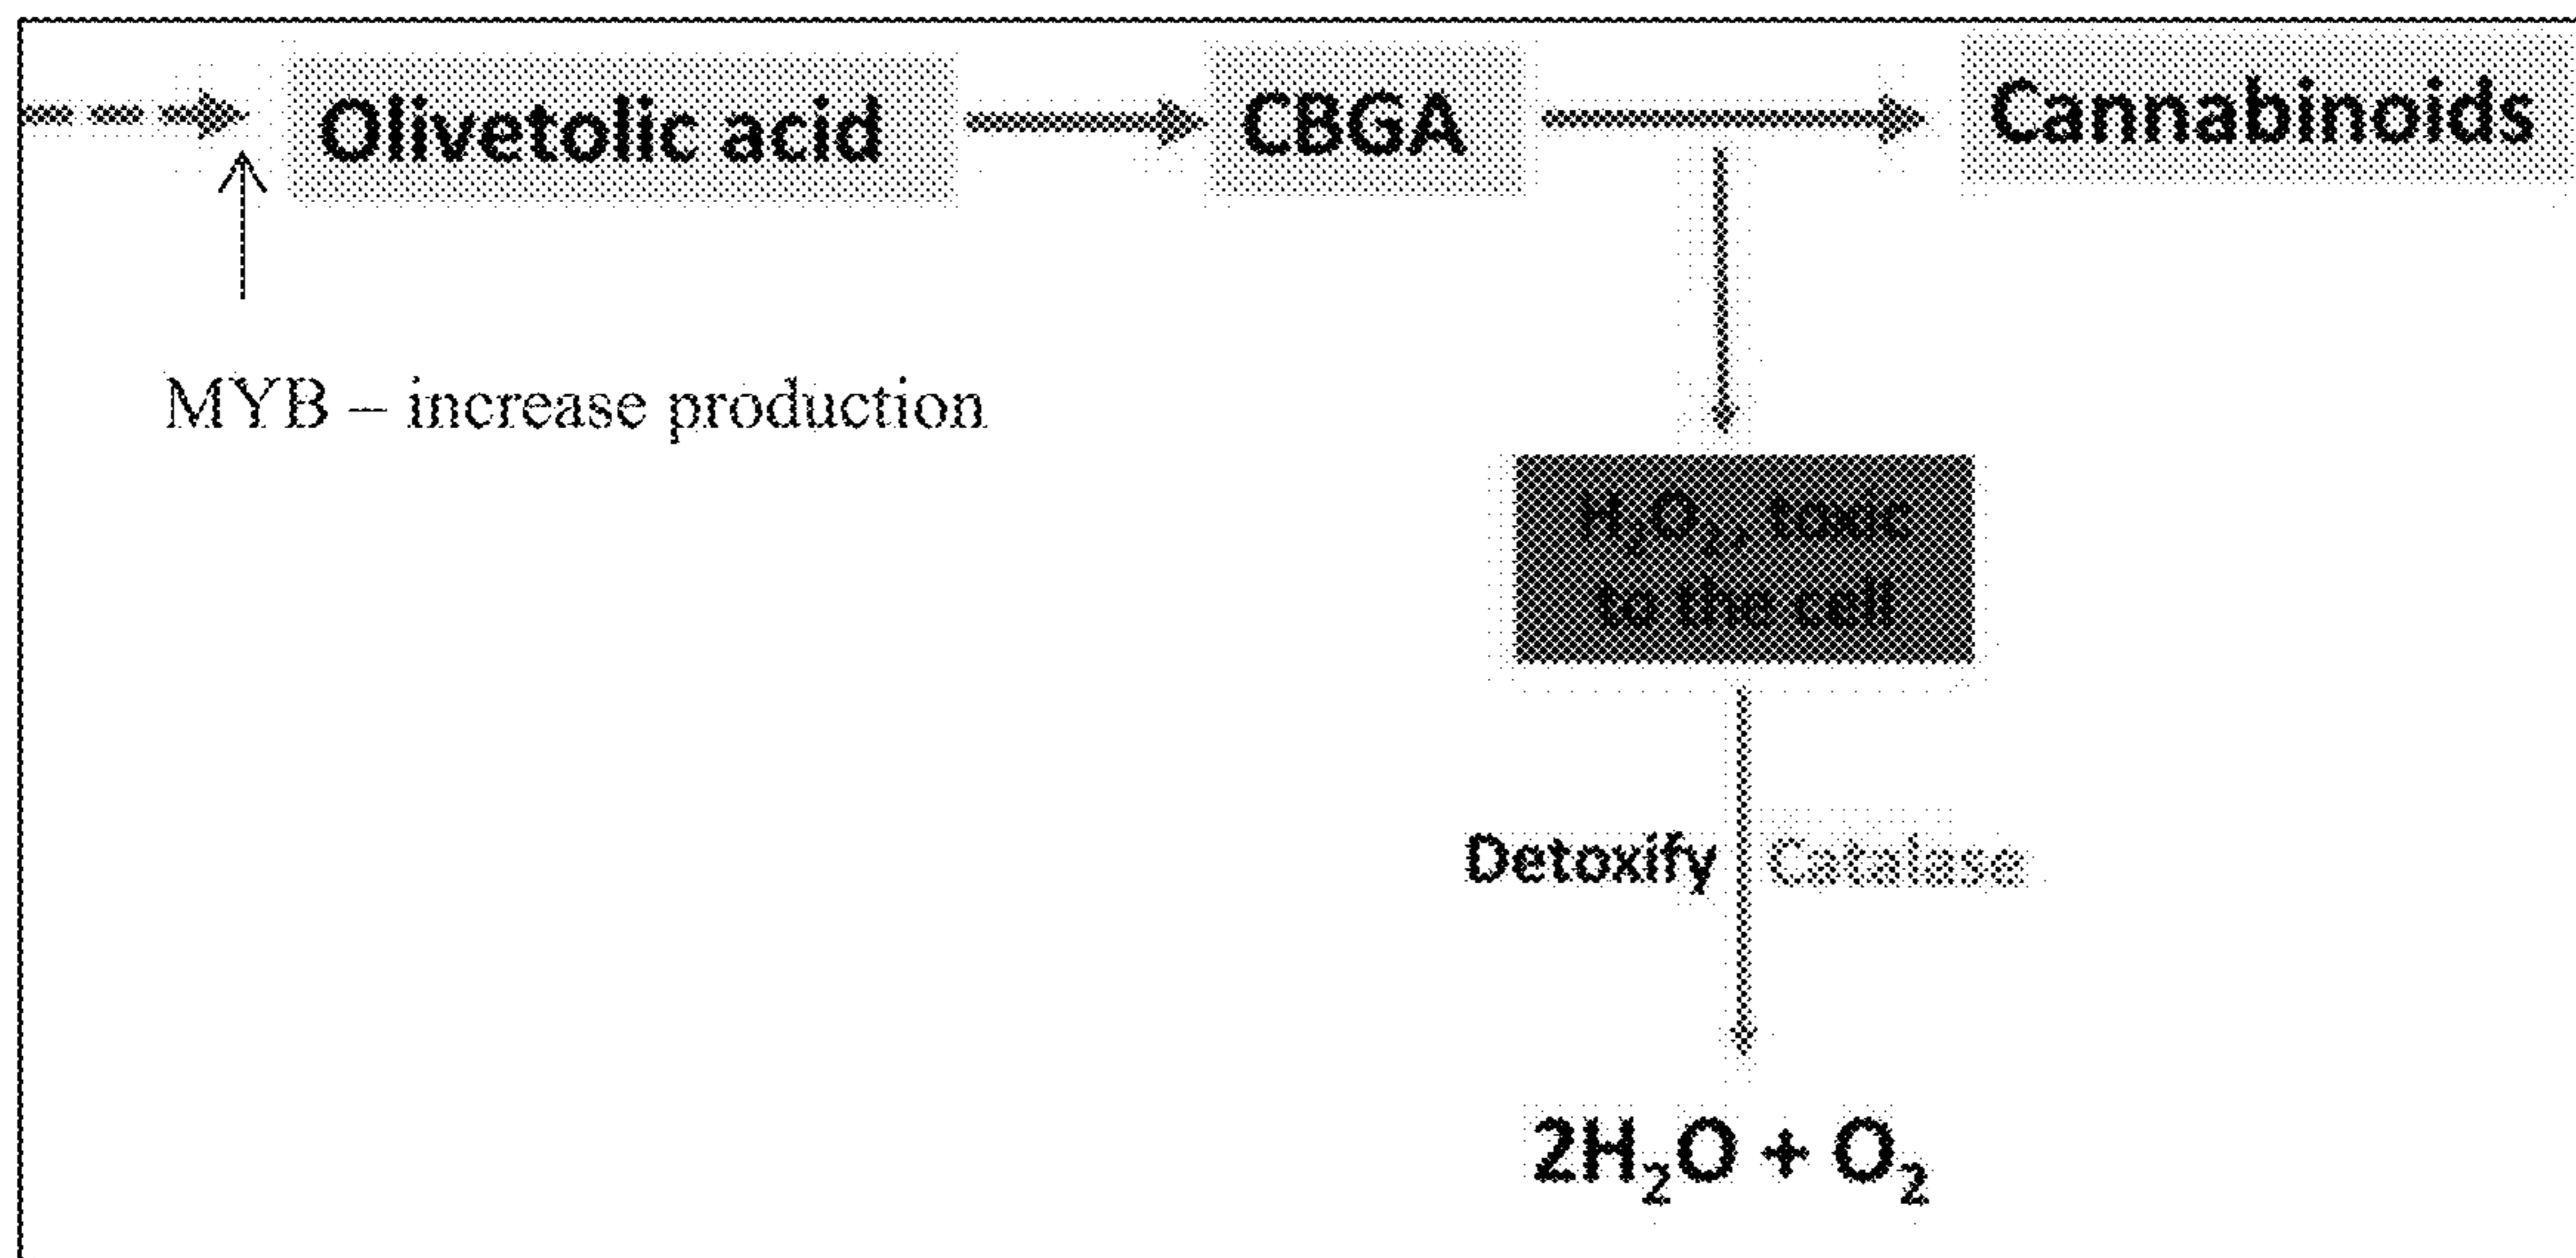 Olivetolic acid
CBGA
Cannabinoids
MYB – increase production
H₂O₂, toxic
to the cell
Detoxify
Catalase
2H₂O + O₂